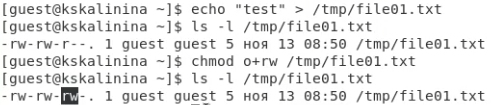 [guest@kskalinina ~]$ echo "test" > /tmp/file01.txt
[guest@kskalinina ~]$ ls -l /tmp/file01.txt
-rw-rw-r--. 1 guest guest 5 ноя 13 08:50 /tmp/file01.txt
[guest@kskalinina ~]$ chmod o+rw /tmp/file01.txt
[guest@kskalinina ~]$ ls -l /tmp/file01.txt
-rw-rw-rw-. 1 guest guest 5 ноя 13 08:50 /tmp/file01.txt